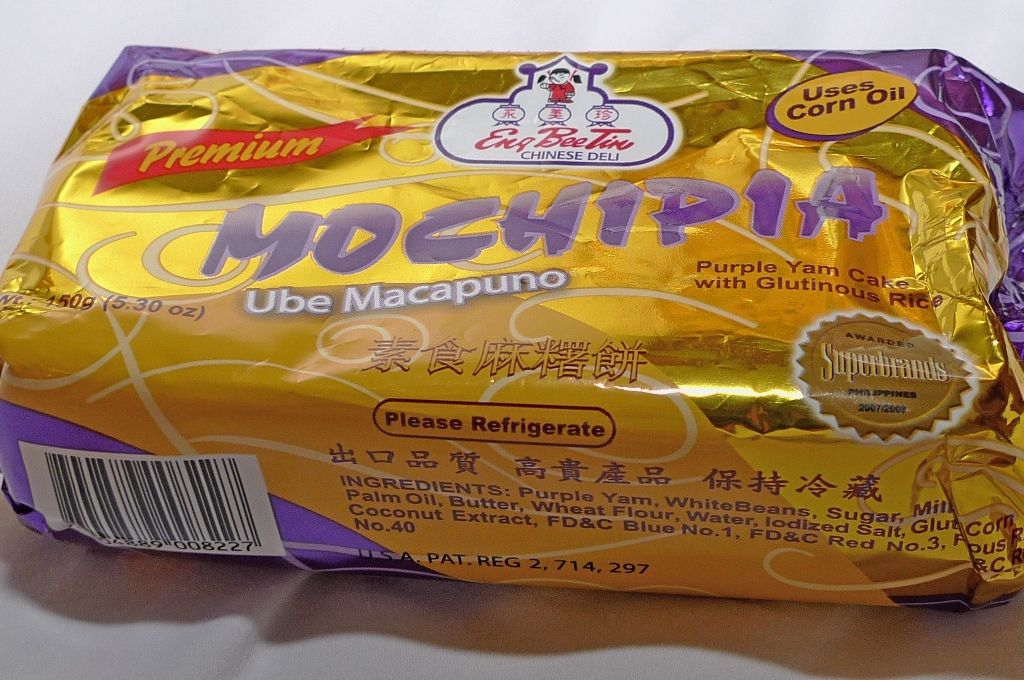 永 美 珍
Eng Bee Tin
CHINESE DELI
Uses
Corn Oil
Premium
MOCHIPIA
Ube Macapuno
Purple Yam Cake
with Glutinous Rice
WT.: 150g (5.30 oz)
素食麻糬餅
AWARDED
Superbrands
PHILIPPINES
2007/2008
Please Refrigerate
出口品質 高貴產品 保持冷藏
INGREDIENTS: Purple Yam, WhiteBeans, Sugar, Corn
Palm Oil, Butter, Wheat Flour, Water, Iodized Salt,
Coconut Extract, FD&C Blue No.1, FD&C Red No.3,
No.40
008227
U.S.A. PAT. REG 2, 714, 297